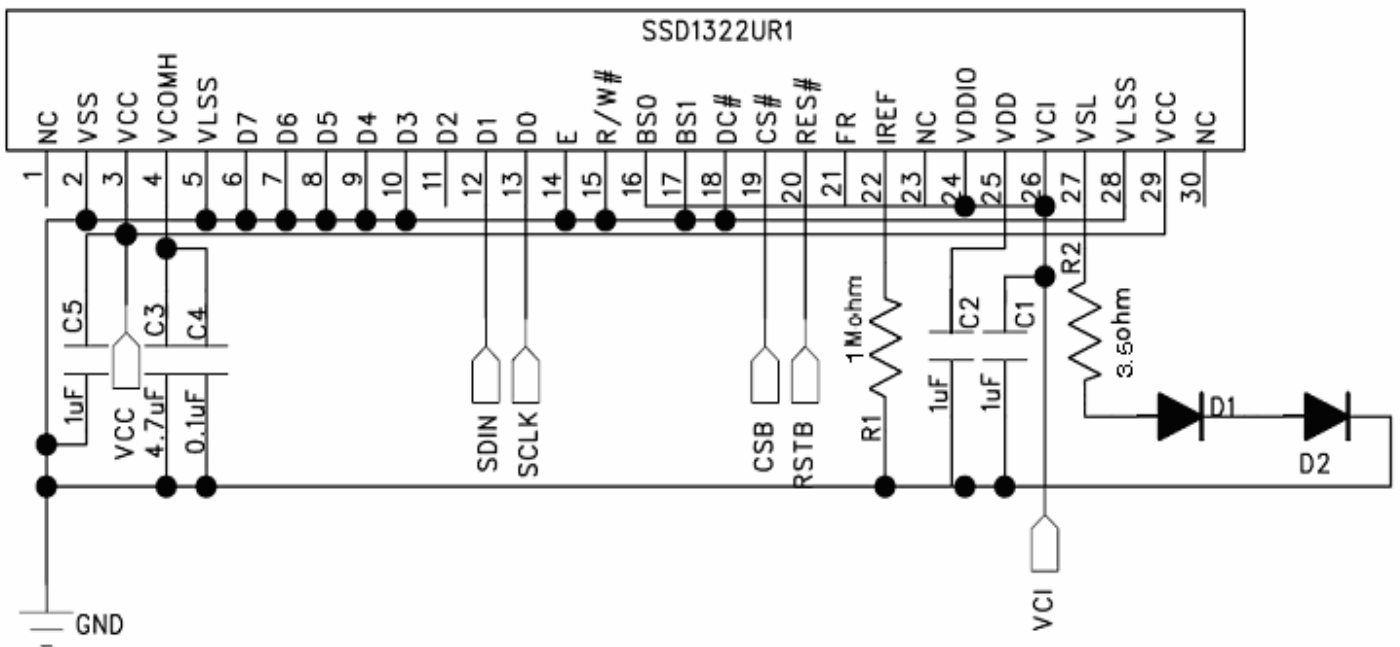 SSD1322UR1
NC
VSS
VCC
VCOMH
VLSS
D7
D6
D5
D4
D3
D2
D1
D0
E
R/W#
BS0
BS1
DC#
CS#
RES#
FR
IREF
NC
VDDIO
VDD
VCI
VSL
VLSS
VCC
NC
1
2
3
4
5
6
7
8
9
10
11
12
13
14
15
16
17
18
19
20
21
22
23
24
25
26
27
28
29
30
C5
1uF
VCC
C3
4.7uF
C4
0.1uF
SDIN
SCLK
CSB
RSTB
1Mohm
R1
C2
1uF
C1
1uF
R2
3.5ohm
D1
D2
VCI
GND